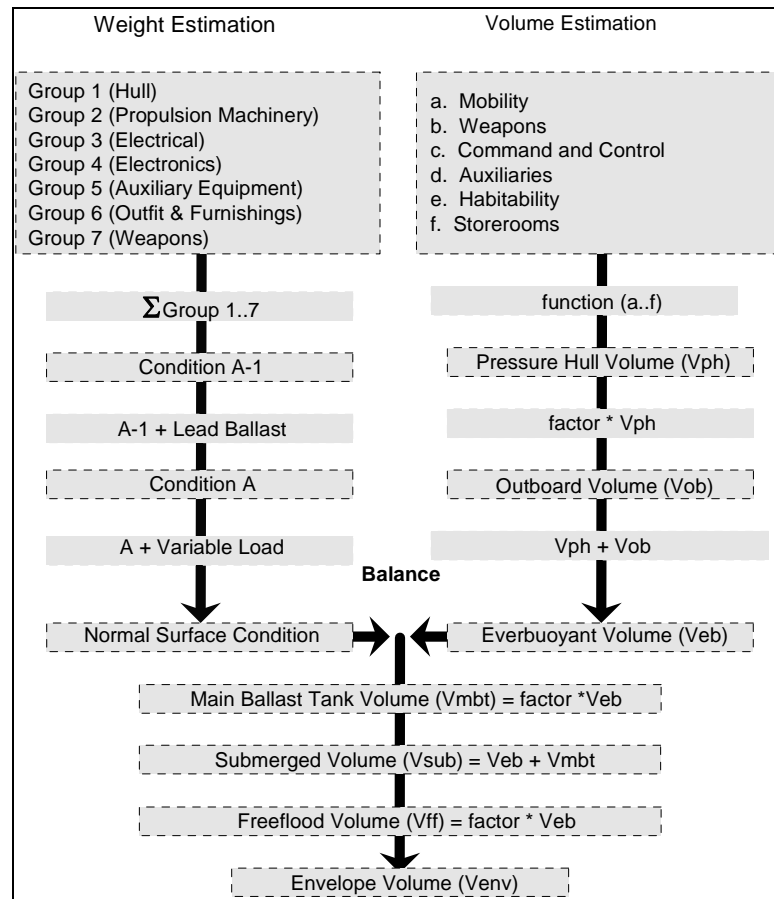 Weight Estimation
Group 1 (Hull)
Group 2 (Propulsion Machinery)
Group 3 (Electrical)
Group 4 (Electronics)
Group 5 (Auxiliary Equipment)
Group 6 (Outfit & Furnishings)
Group 7 (Weapons)
ΣGroup 1..7
Condition A-1
A-1 + Lead Ballast
Condition A
A + Variable Load
Normal Surface Condition
Volume Estimation
a. Mobility
b. Weapons
c. Command and Control
d. Auxiliaries
e. Habitability
f. Storerooms
function (a..f)
Pressure Hull Volume (Vph)
factor * Vph
Outboard Volume (Vob)
Vph + Vob
Everbuoyant Volume (Veb)
Balance
Main Ballast Tank Volume (Vmbt) = factor *Veb
Submerged Volume (Vsub) = Veb + Vmbt
Freeflood Volume (Vff) = factor * Veb
Envelope Volume (Venv)